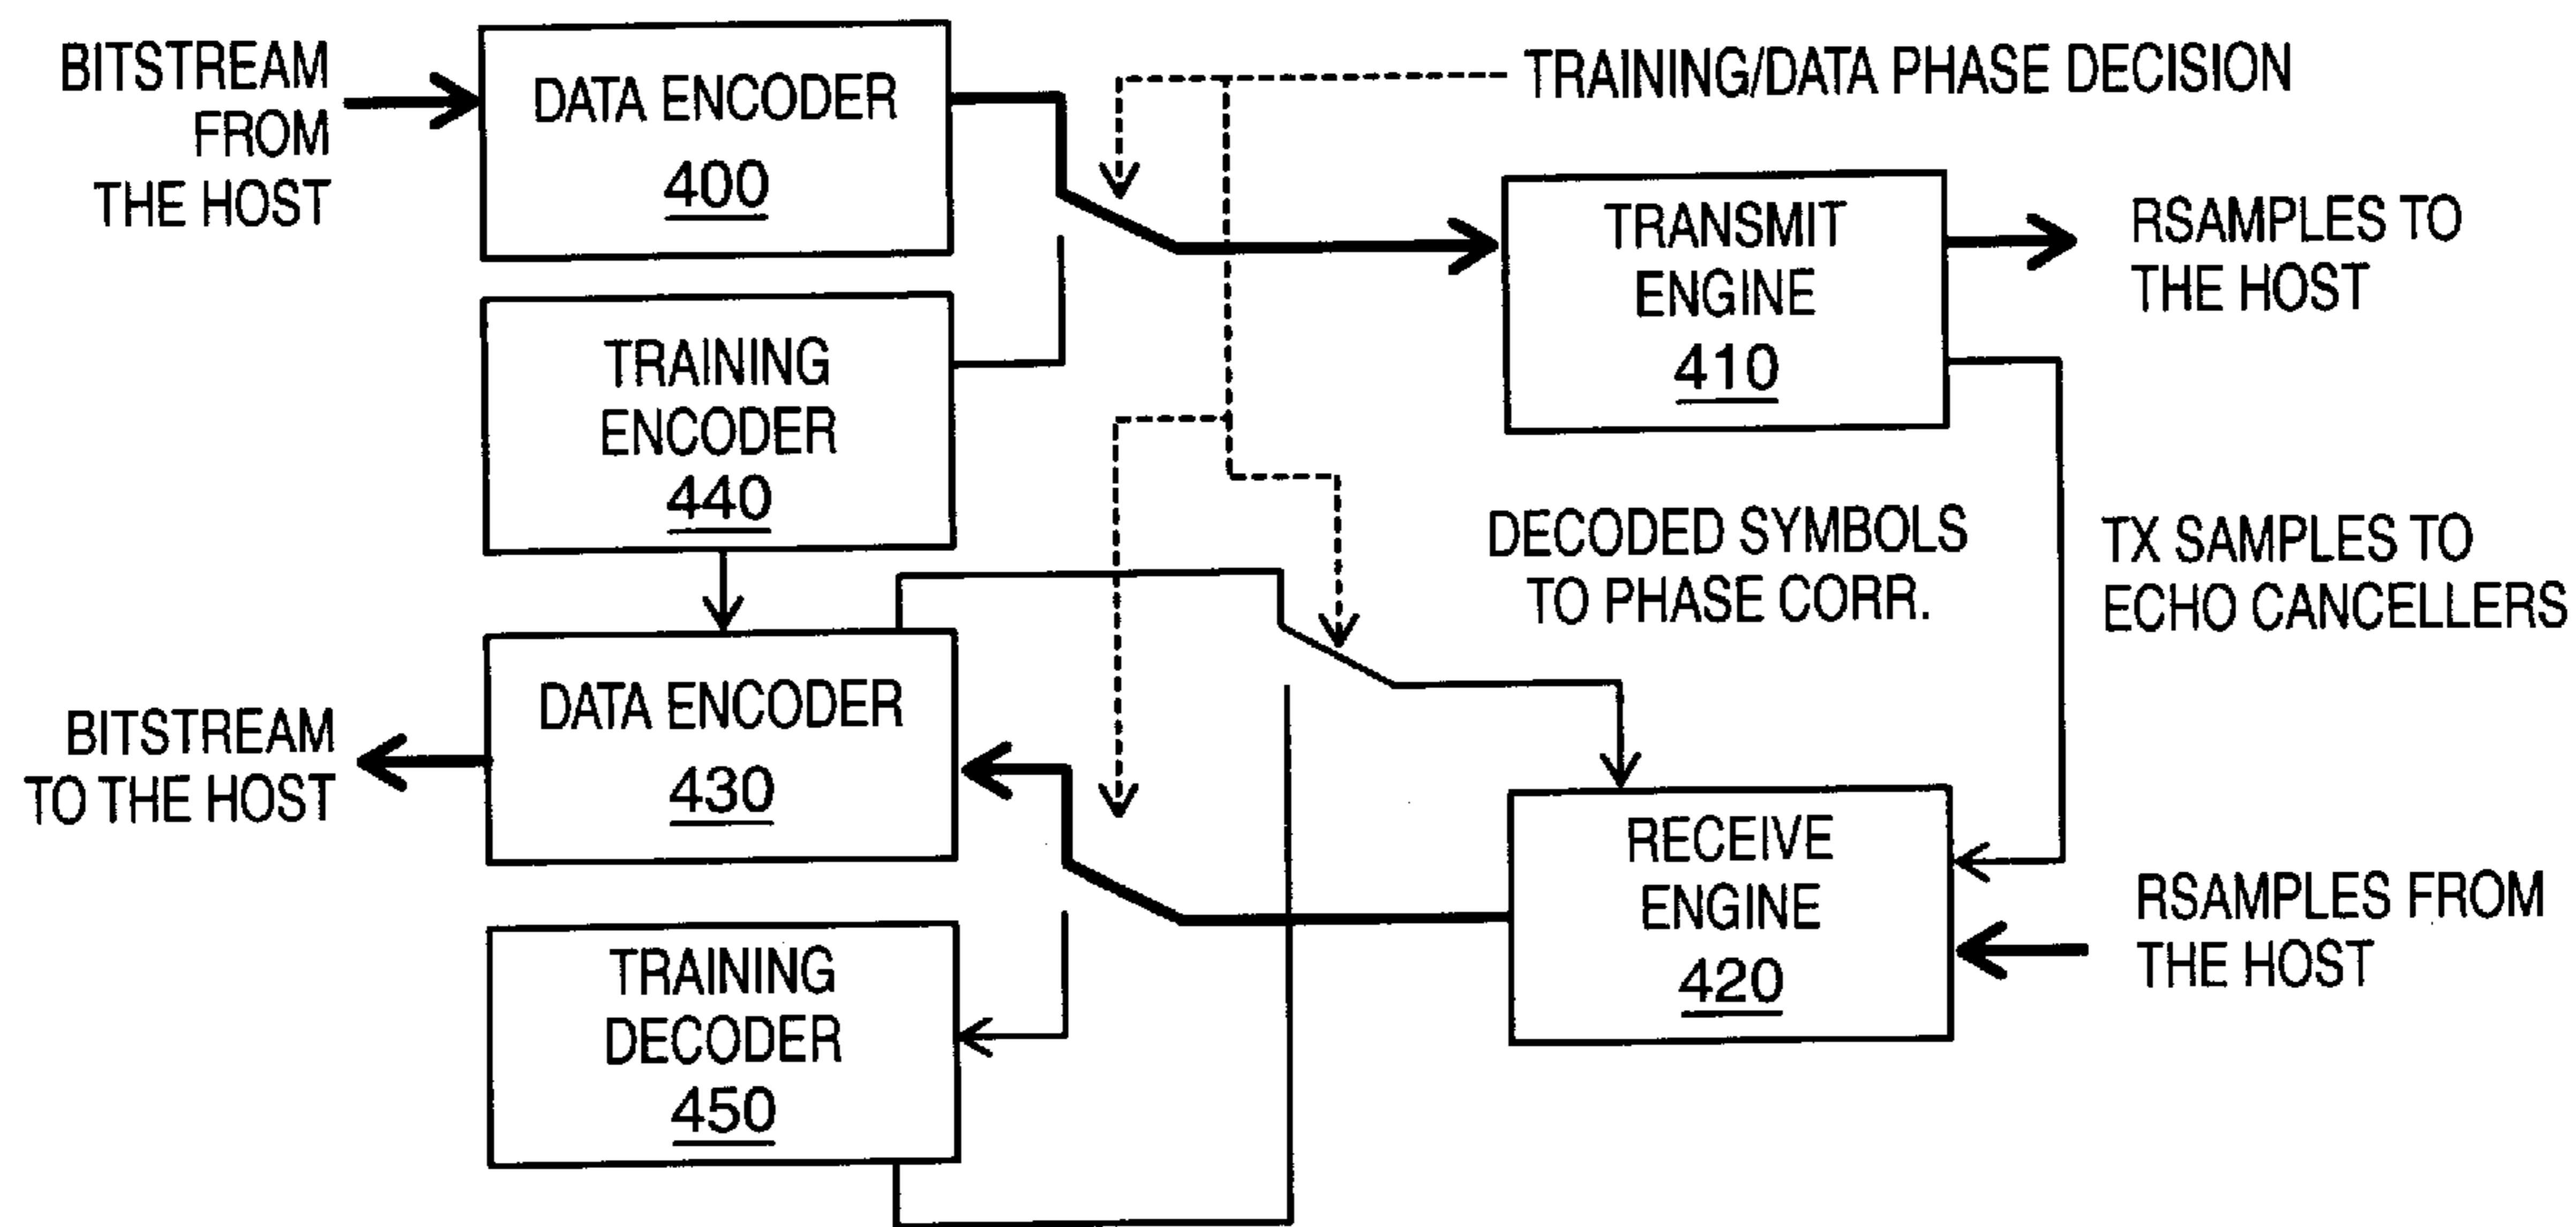 BITSTREAM
FROM
THE HOST
DATA ENCODER
400
TRAINING/DATA PHASE DECISION
TRANSMIT
ENGINE
410
RSAMPLES TO
THE HOST
TRAINING
ENCODER
440
DECODED SYMBOLS
TO PHASE CORR.
TX SAMPLES TO
ECHO CANCELLERS
BITSTREAM
TO THE HOST
DATA ENCODER
430
RECEIVE
ENGINE
420
RSAMPLES FROM
THE HOST
TRAINING
DECODER
450